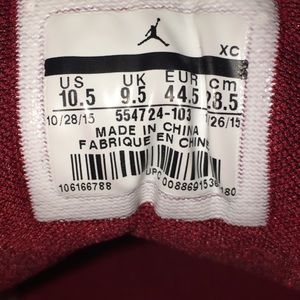 XC
US UK EUR cm
10.5 9.5 44.5 28.5
10/28/15 554724-103 1/26/15
MADE IN CHINA
FABRIQUE EN CHINE
106166788 UPC 00886915